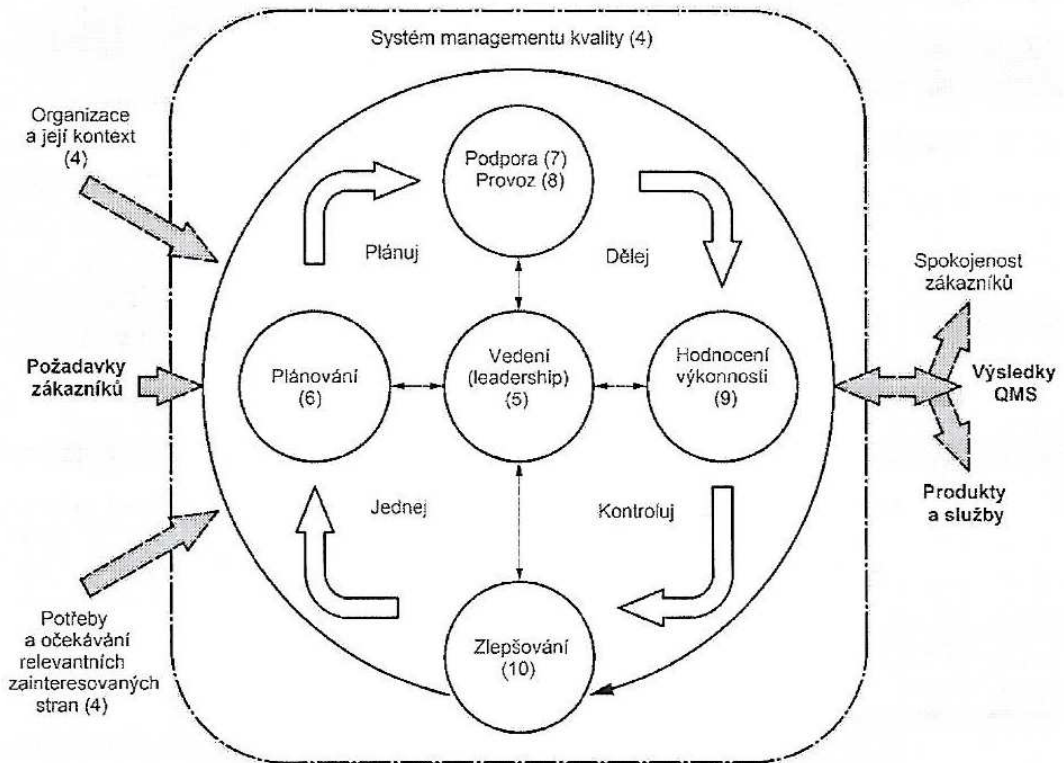 Systém managementu kvality (4)
Organizace
a její kontext
(4)
Podpora (7)
Provoz (8)
Plánuj
Dělej
Spokojenost
zákazníků
Požadavky
zákazníků
Plánování
(6)
Vedení
(leadership)
(5)
Hodnocení
výkonnosti
(9)
Výsledky
QMS
Jednej
Kontroluj
Produkty
a služby
Potřeby
a očekávání
relevantních
zainteresovaných
stran (4)
Zlepšování
(10)